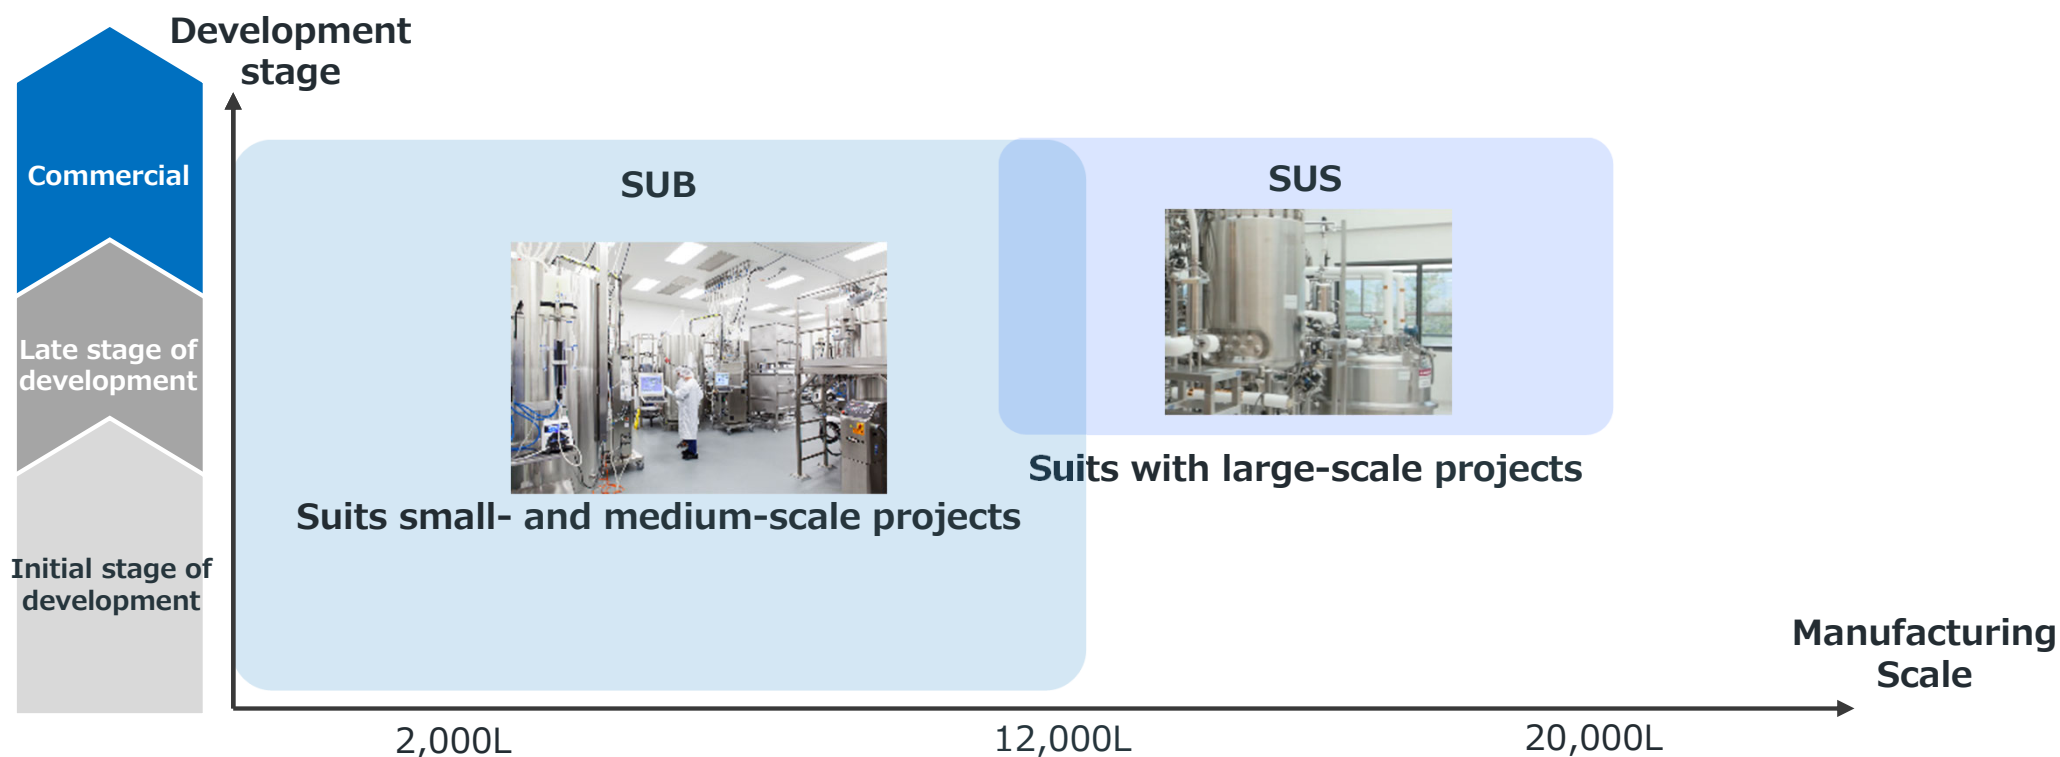 Development
stage
Commercial
Late stage of
development
Initial stage of
development
SUB
Suits small- and medium-scale projects
SUS
Suits with large-scale projects
Manufacturing
Scale
2,000L
12,000L
20,000L